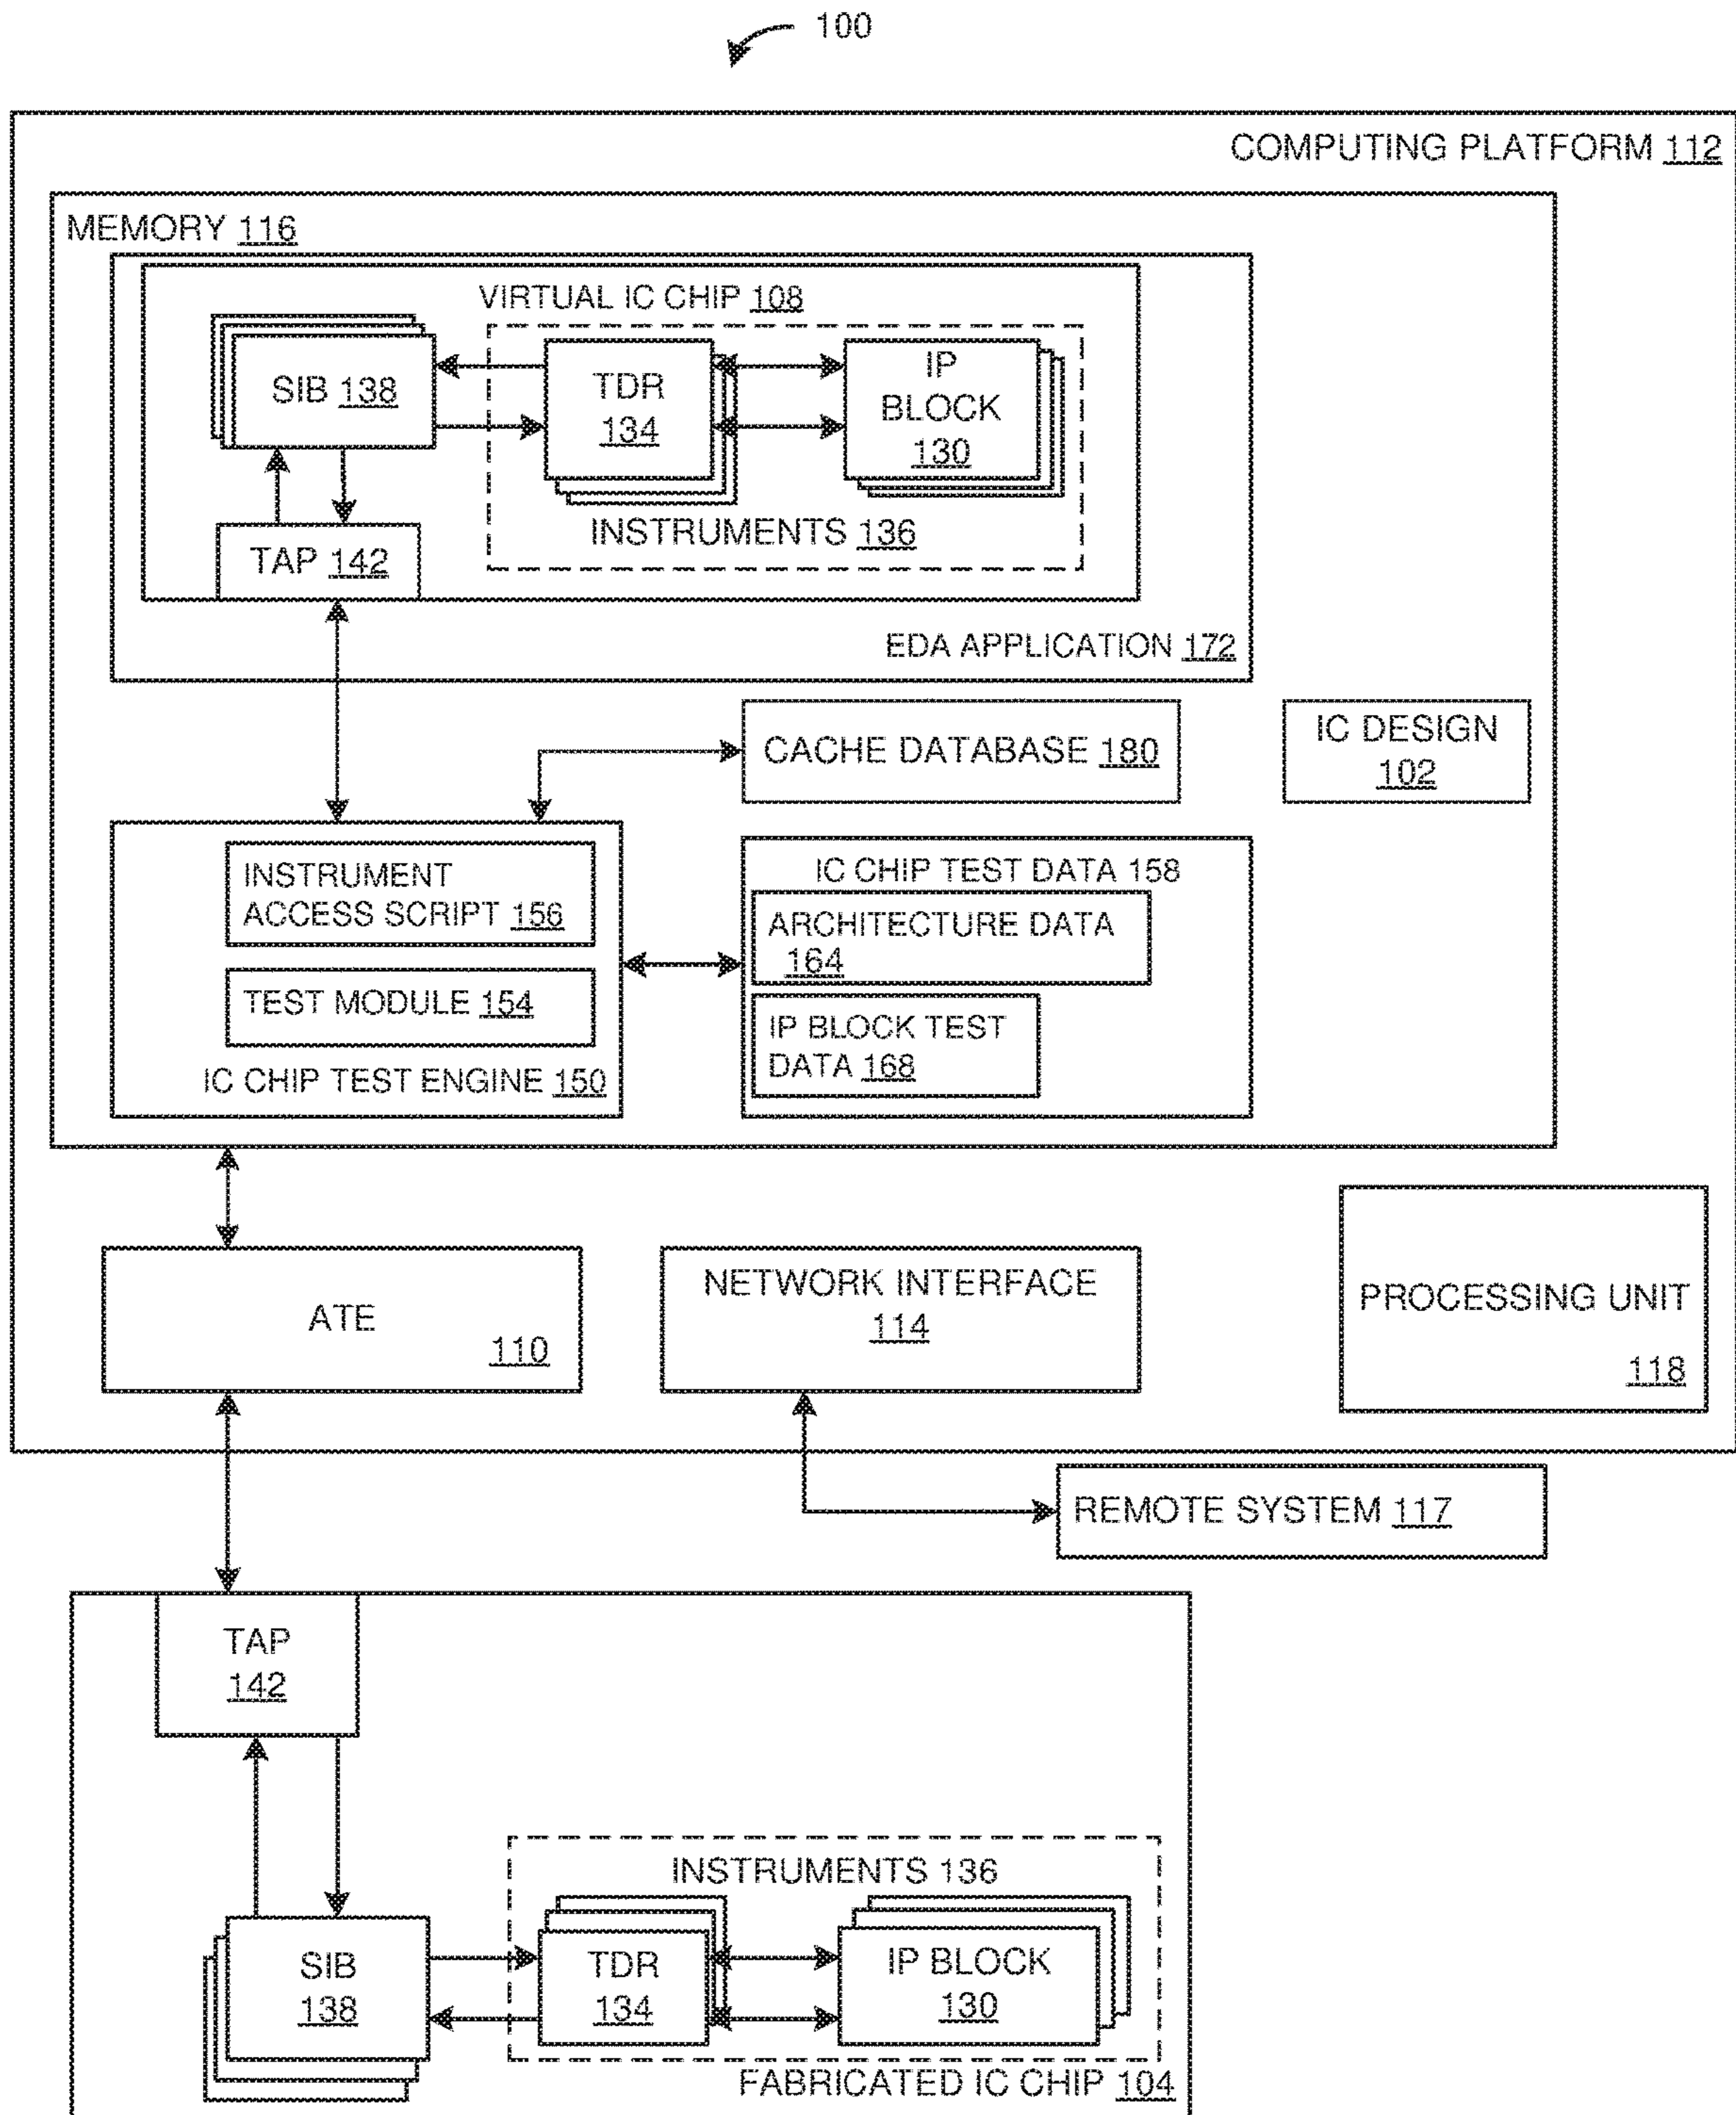 100
COMPUTING PLATFORM 112
MEMORY 116
VIRTUAL IC CHIP 108
SIB 138
TDR
134
IP
BLOCK
130
INSTRUMENTS 136
TAP 142
EDA APPLICATION 172
CACHE DATABASE 180
IC DESIGN
102
INSTRUMENT
ACCESS SCRIPT 156
TEST MODULE 154
IC CHIP TEST ENGINE 150
IC CHIP TEST DATA 158
ARCHITECTURE DATA
164
IP BLOCK TEST
DATA 168
ATE
110
NETWORK INTERFACE
114
PROCESSING UNIT
118
REMOTE SYSTEM 117
TAP
142
INSTRUMENTS 136
SIB
138
TDR
134
IP BLOCK
130
FABRICATED IC CHIP 104